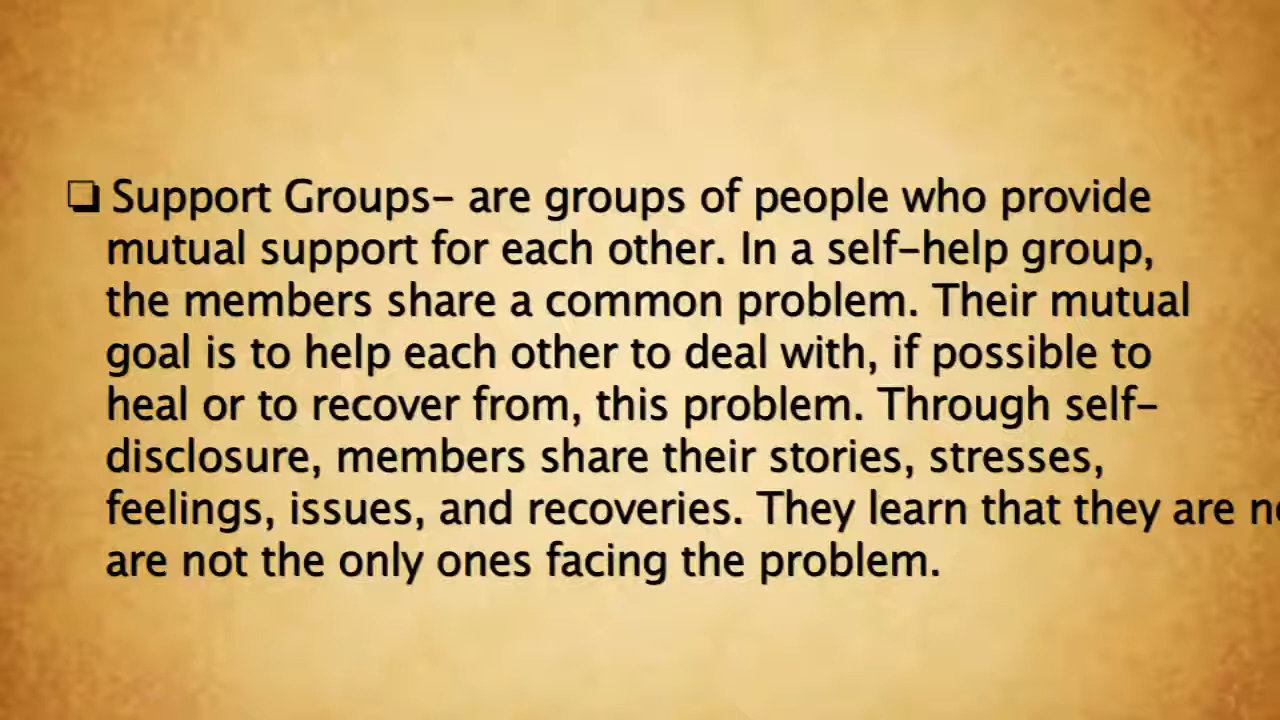 ❏ Support Groups- are groups of people who provide
mutual support for each other. In a self-help group,
the members share a common problem. Their mutual
goal is to help each other to deal with, if possible to
heal or to recover from, this problem. Through self-
disclosure, members share their stories, stresses,
feelings, issues, and recoveries. They learn that they are
are not the only ones facing the problem.